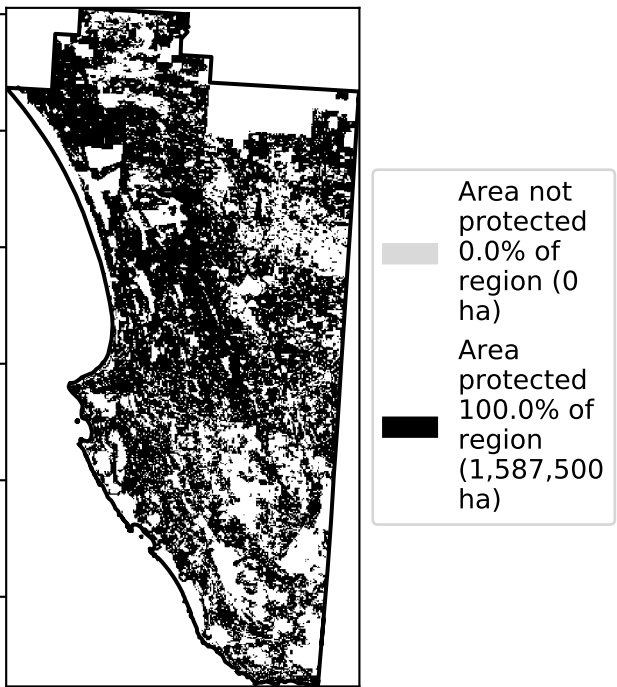 Area not
protected
0.0% of
region (0
ha)
Area
protected
100.0% of
region
(1,587,500
ha)